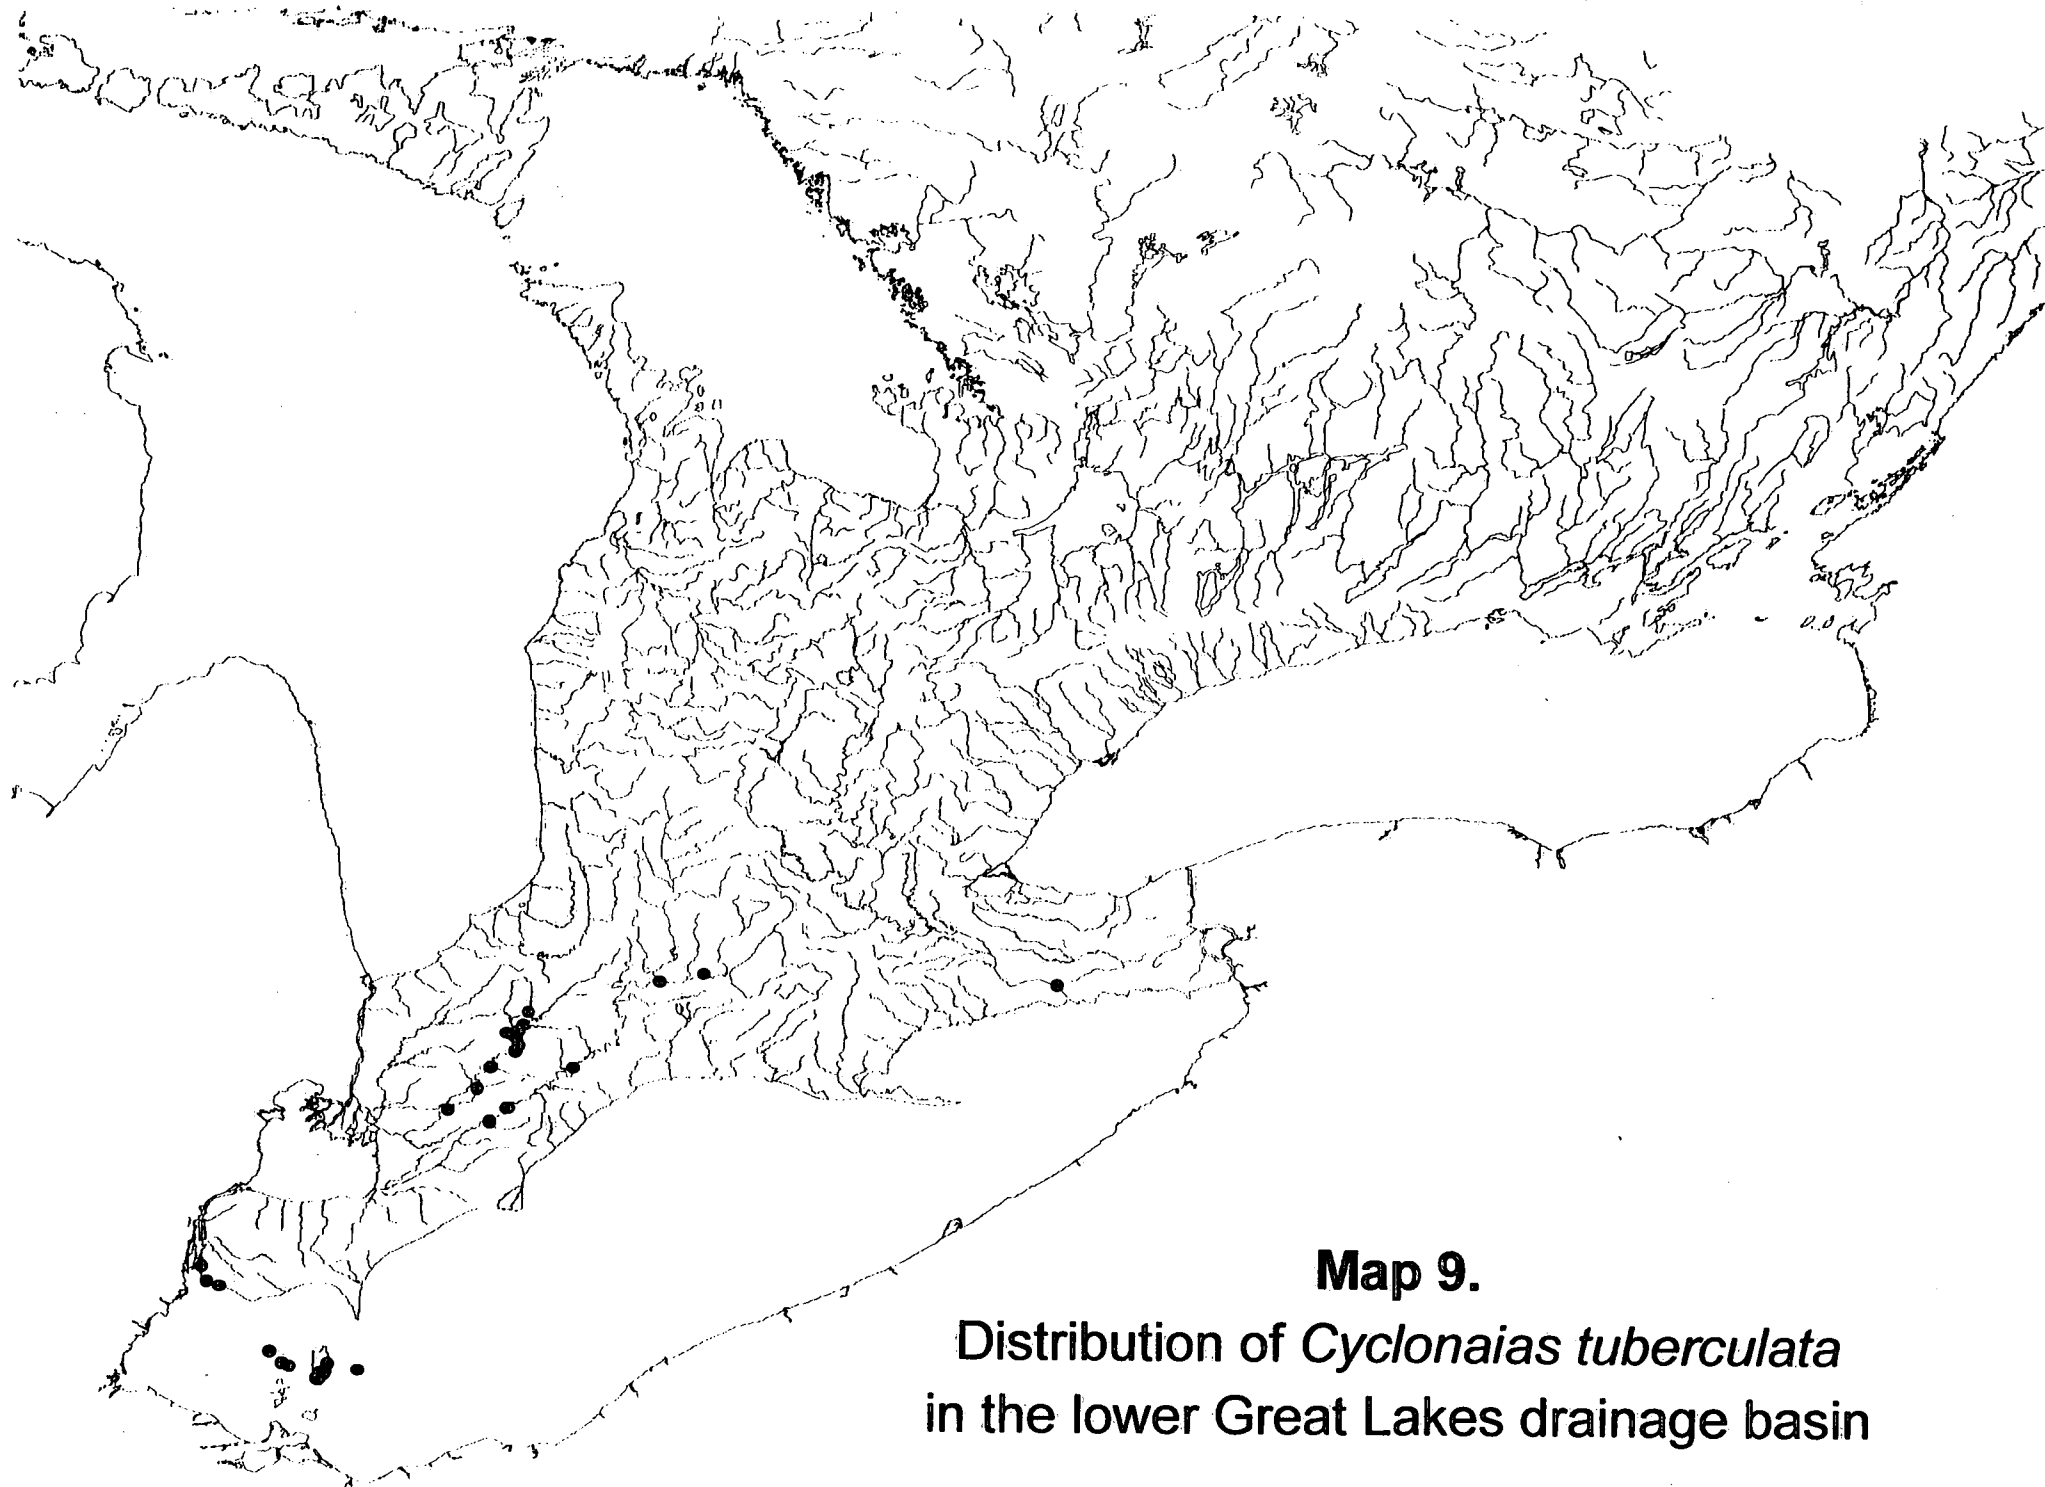 Map 9.
Distribution of Cyclonaias tuberculata
in the lower Great Lakes drainage basin